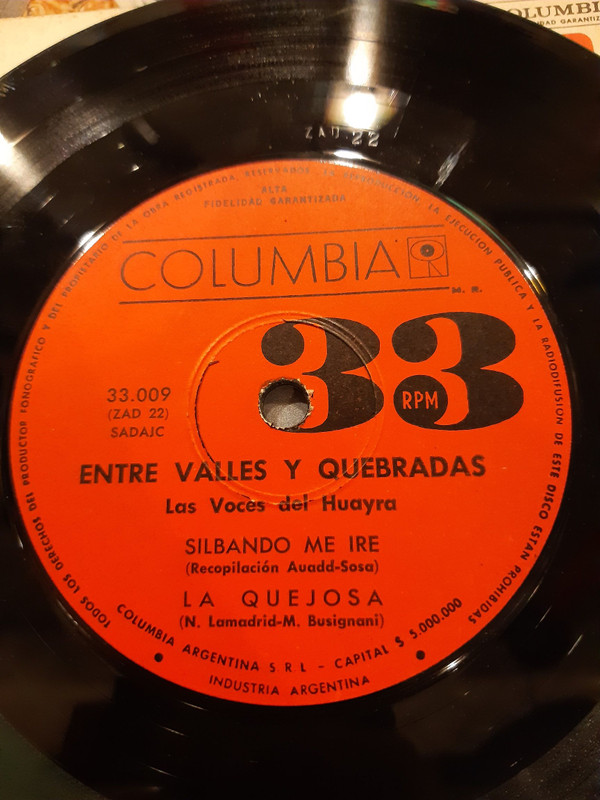 OLUMBI
IDAD GARANTIZ
ZAD 22
TODOS LOS DERECHOS DEL PRODUCTOR FONOGRAFICO Y DEL PROPIETARIO DE LA OBRA REGISTRADA, RESERVADOS. LA REPRODUCCION, LA EJECUCION PUBLICA Y LA RADIODIFUSION DE ESTE DISCO ESTAN PROHIBIDAS
ALTA
FIDELIDAD GARANTIZADA
COLUMBIA
M. R.
33
RPM
33.009
(ZAD 22)
SADAIC
ENTRE VALLES Y QUEBRADAS
Las Voces del Huayra
SILBANDO ME IRE
(Recopilación Auadd-Sosa)
LA QUEJOSA
(N. Lamadrid-M. Busignani)
COLUMBIA ARGENTINA S R L - CAPITAL $ 5.000.000
INDUSTRIA ARGENTINA